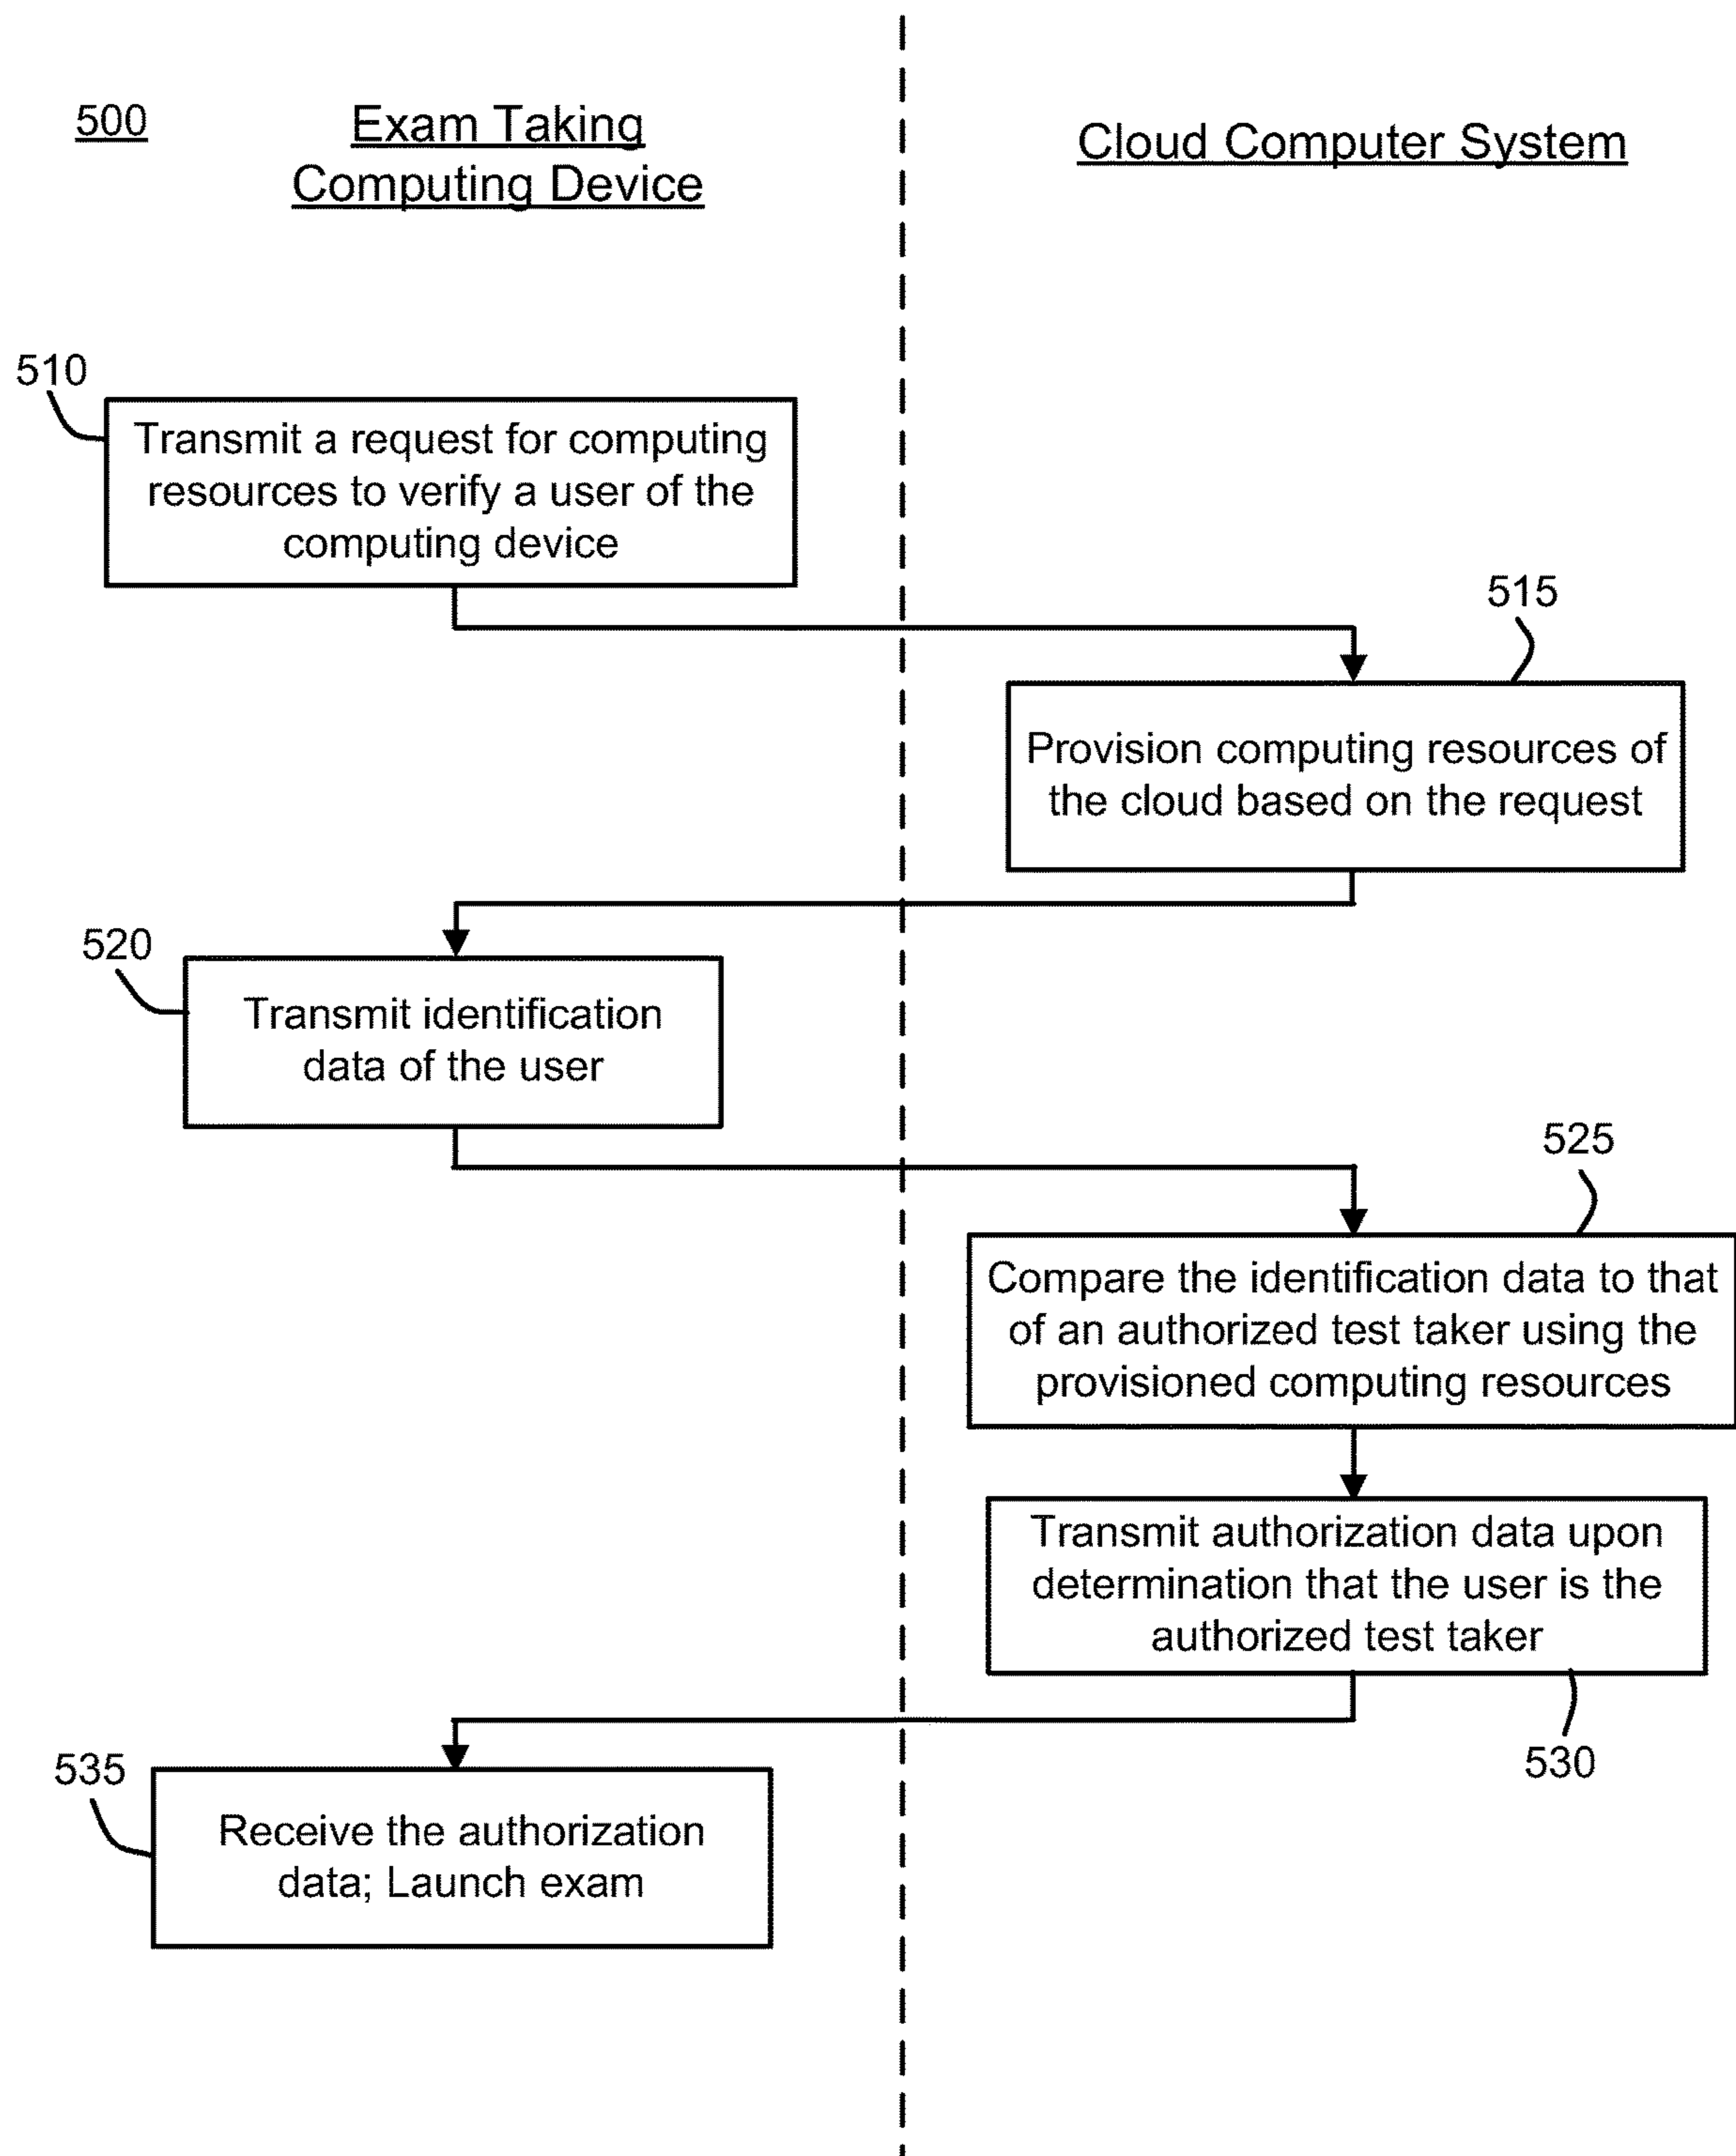 500
Exam Taking
Computing Device
Cloud Computer System
510
Transmit a request for computing
resources to verify a user of the
computing device
515
Provision computing resources of
the cloud based on the request
520
Transmit identification
data of the user
525
Compare the identification data to that
of an authorized test taker using the
provisioned computing resources
Transmit authorization data upon
determination that the user is the
authorized test taker
530
535
Receive the authorization
data; Launch exam